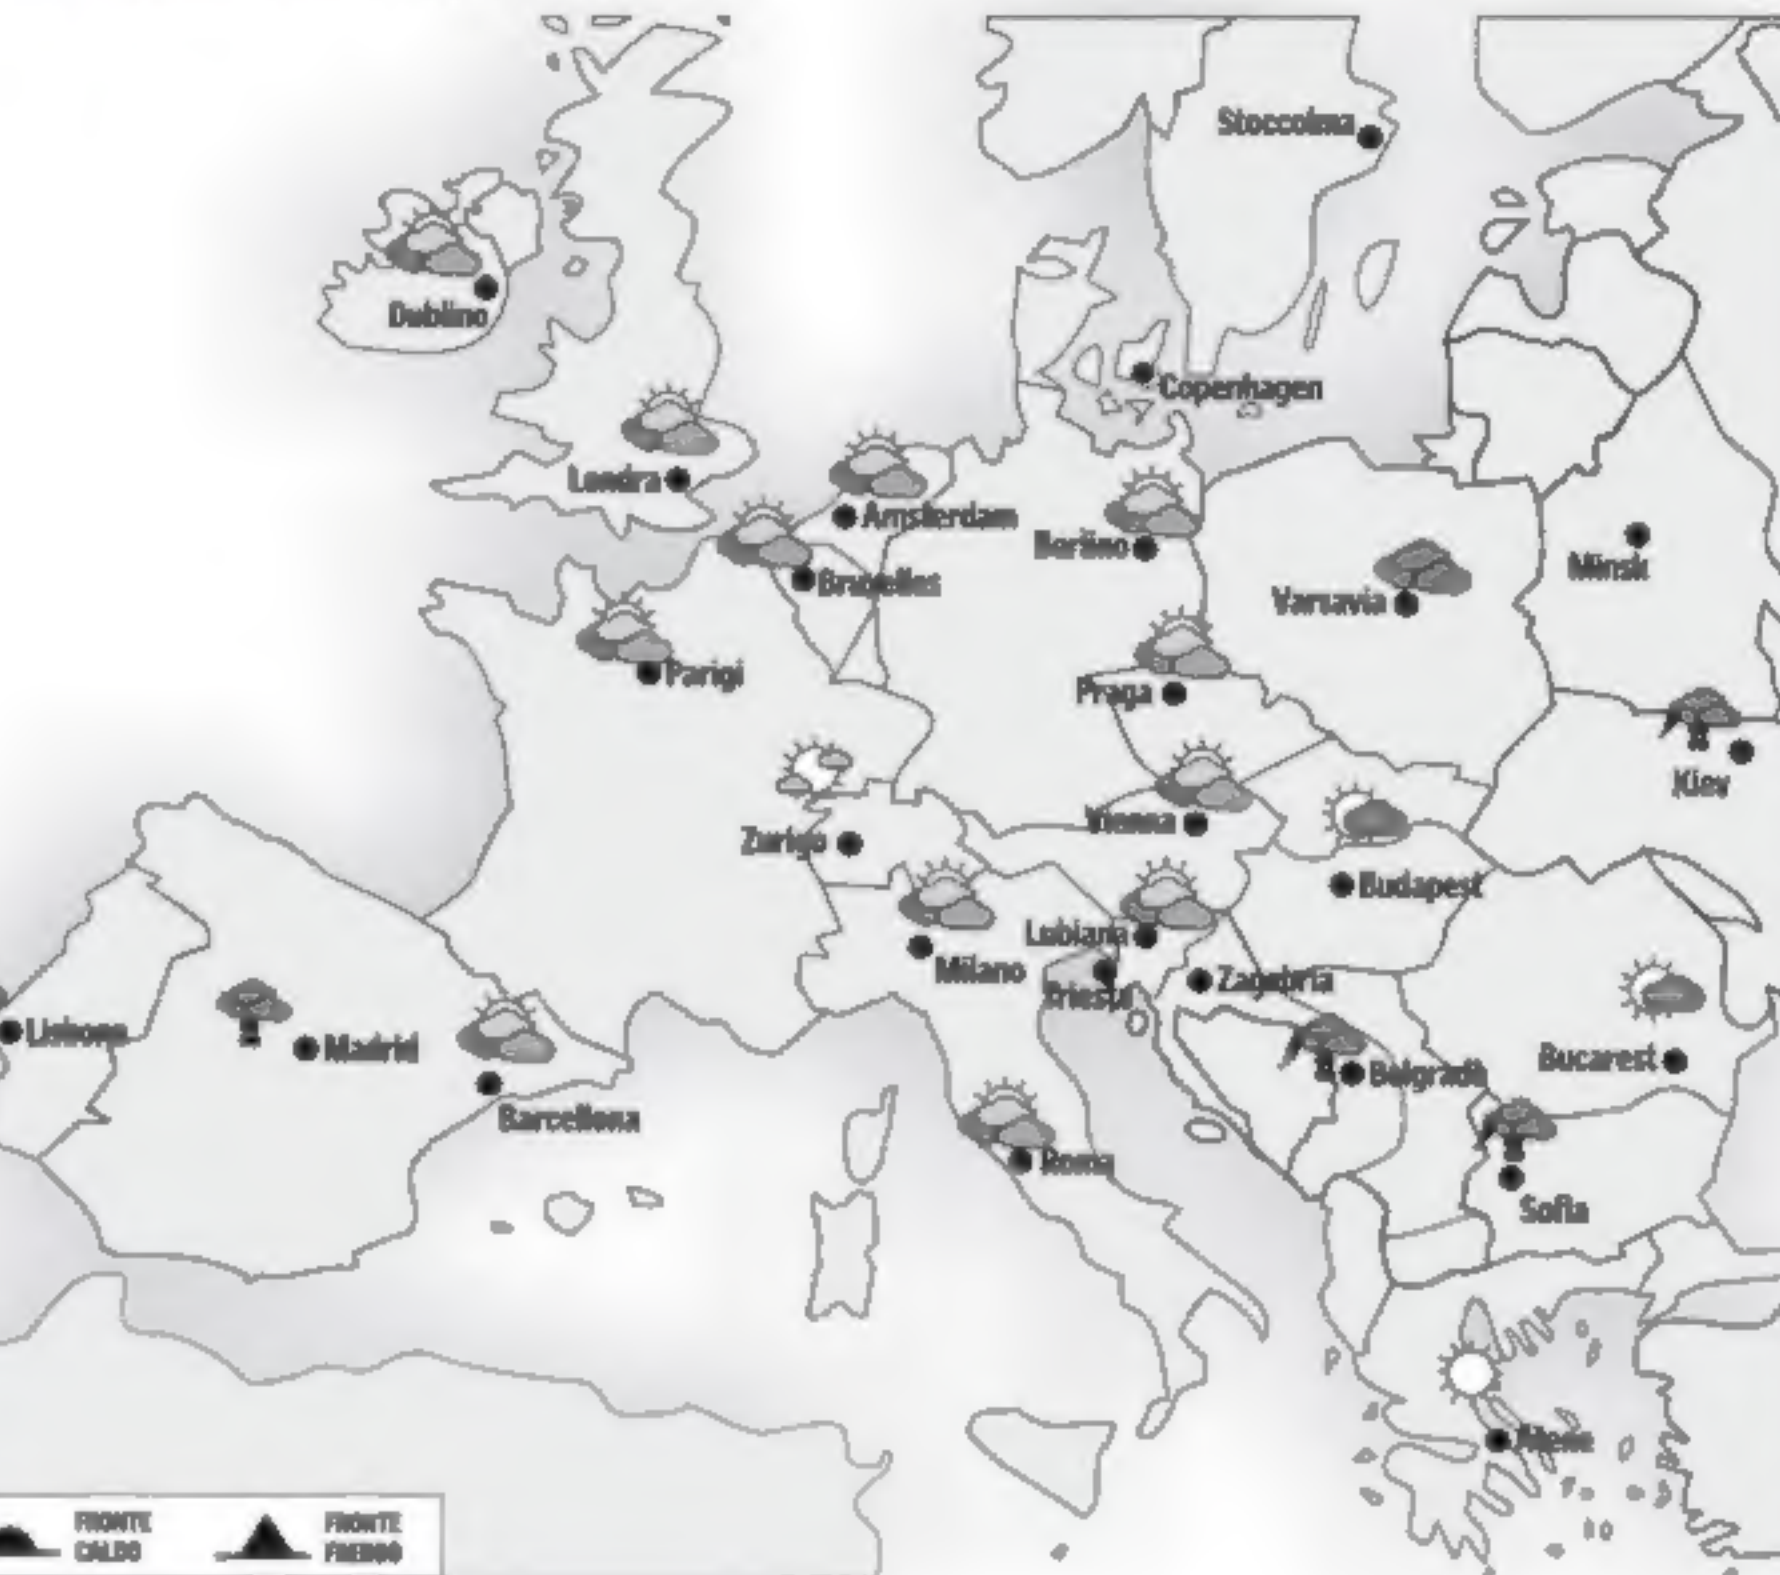 Stoccolma
Dublino
Copenhagen
Londra
Amsterdam
Berlino
Bruxelles
Minsk
Varsavia
Parigi
Praga
Kiev
Vienna
Zurigo
Budapest
Lubiana
Milano
Zagabria
Trieste
Lisbona
Madrid
Bucarest
Belgrado
Barcellona
Roma
Sofia
Atene
FRONTE
CALDO
FRONTE
FREDDO